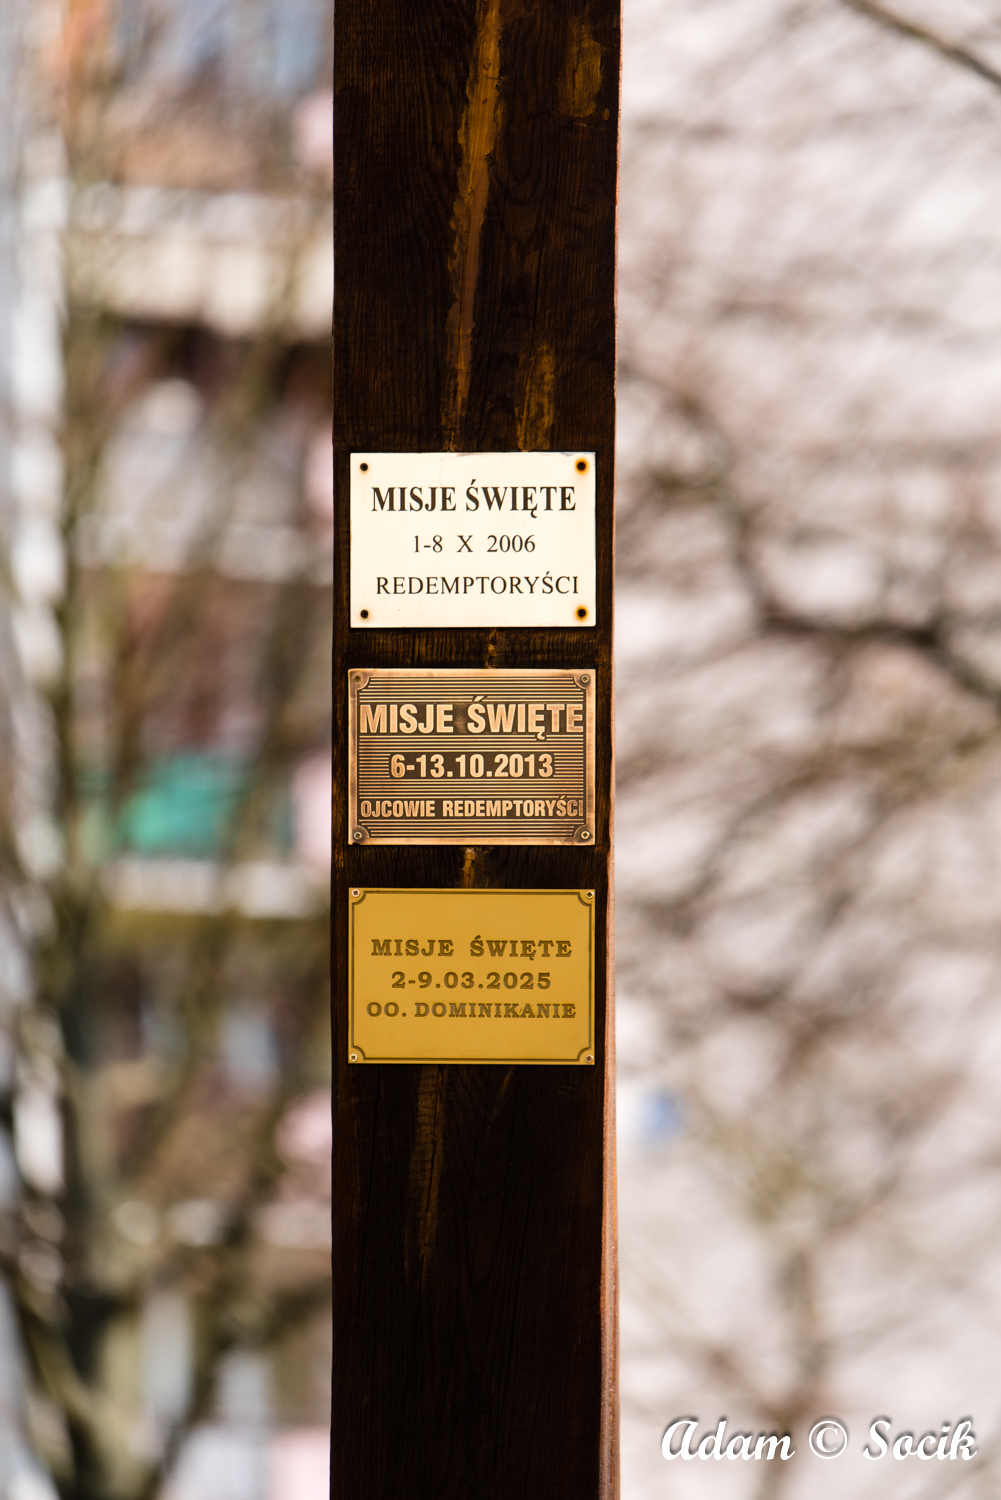 MISJE ŚWIĘTE
1-8 X 2006
REDEMPTORYŚCI
MISJE ŚWIĘTE
6-13.10.2013
OJCOWIE REDEMPTORYŚCI
MISJE ŚWIĘTE
2-9.03.2025
OO. DOMINIKANIE
Adam © Socik